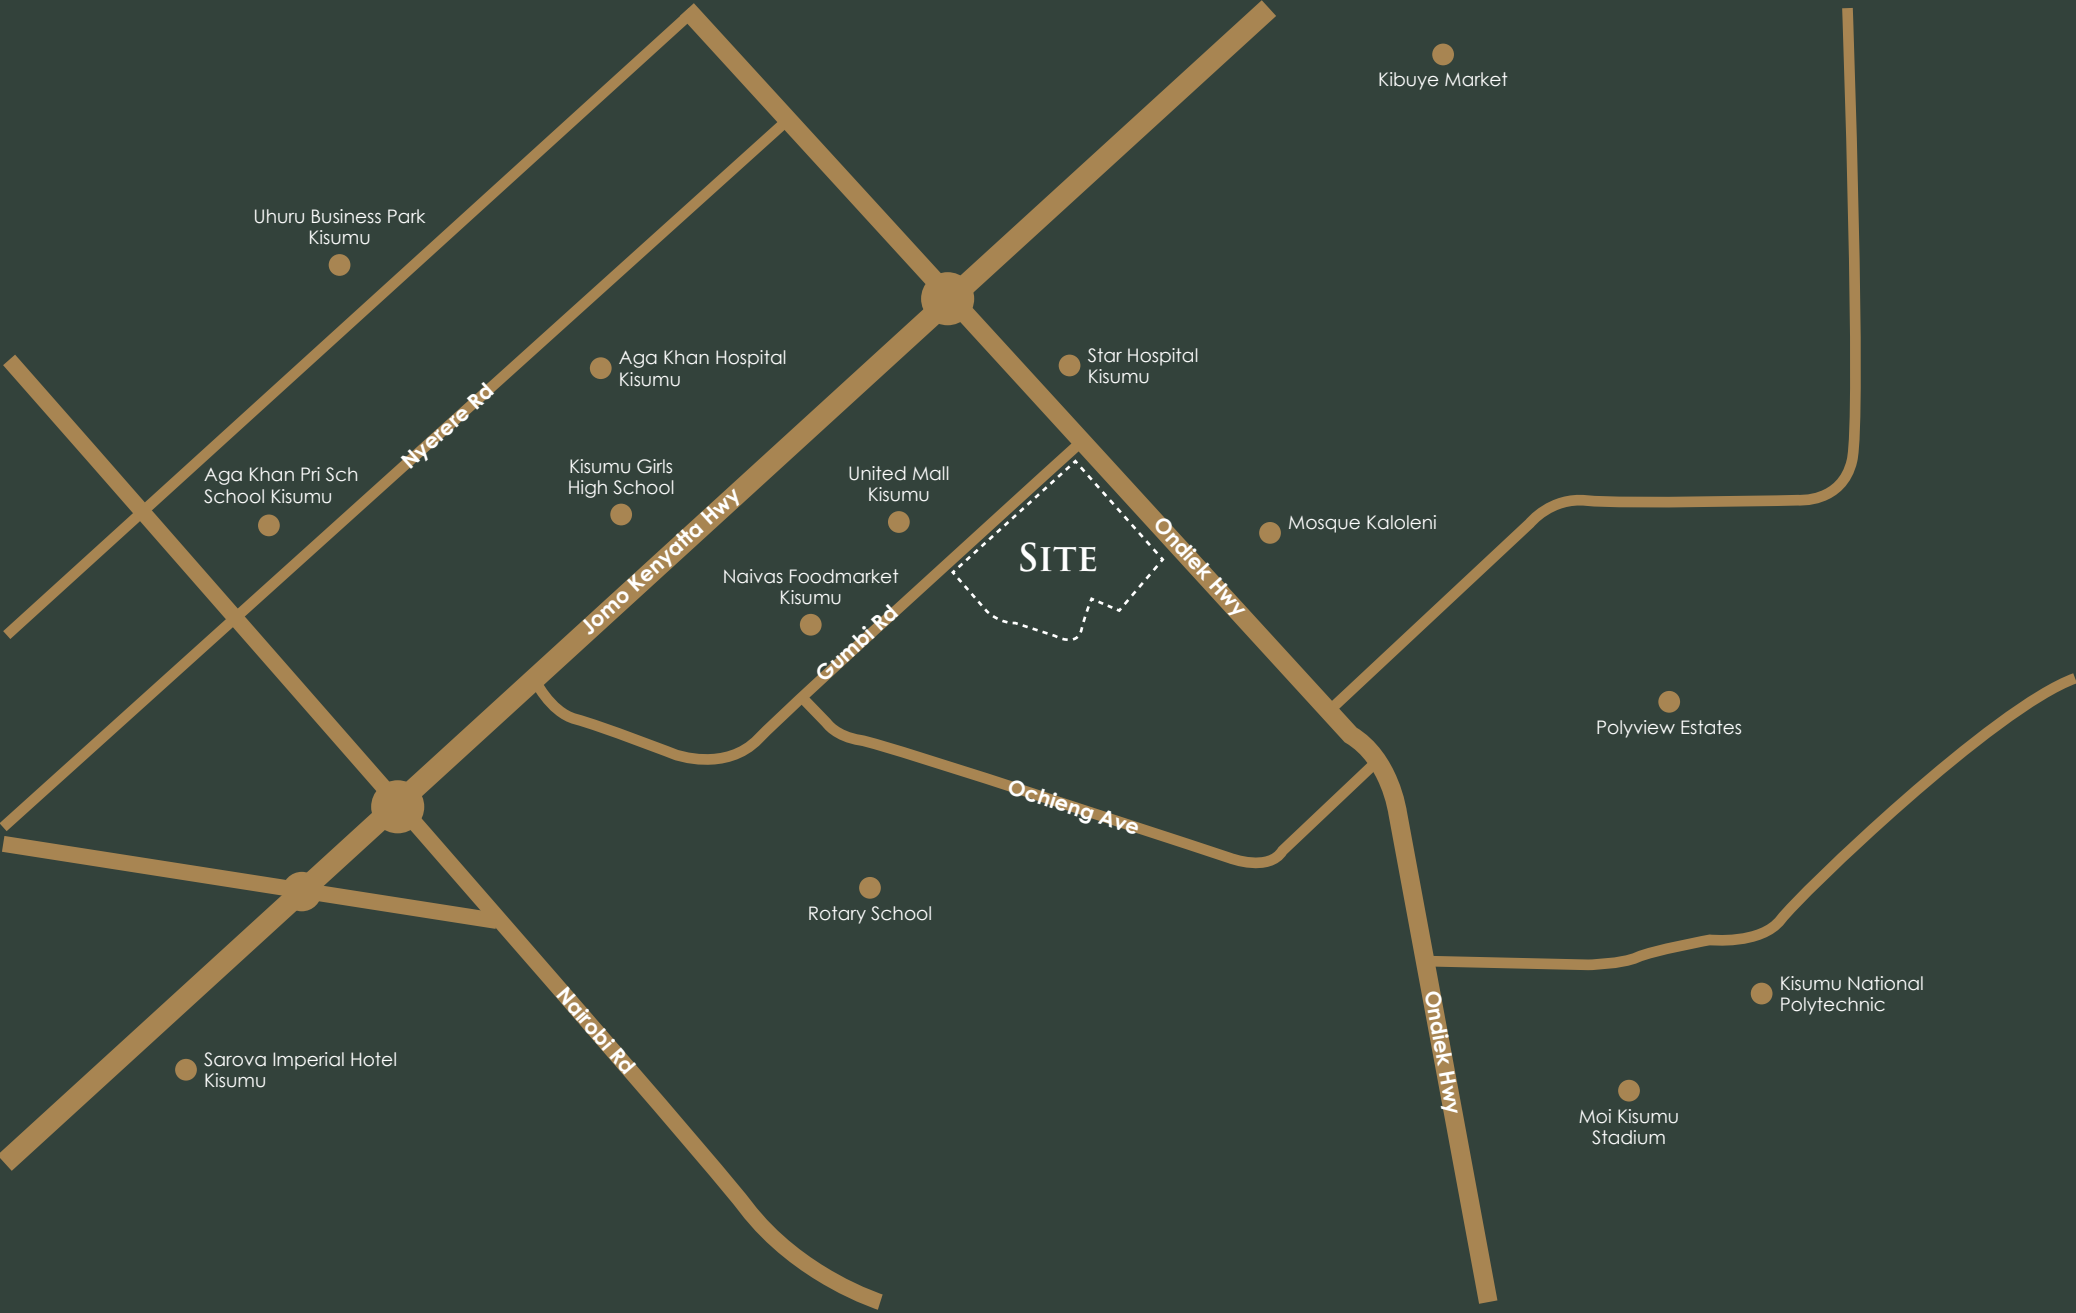 Kibuye Market
Uhuru Business Park
Kisumu
Aga Khan Hospital
Kisumu
Star Hospital
Kisumu
Nyerere Rd
Aga Khan Pri Sch
School Kisumu
Kisumu Girls
High School
United Mall
Kisumu
Jomo Kenyatta Hwy
SITE
Ondiek Hwy
Mosque Kaloleni
Naivas Foodmarket
Kisumu
Gumbi Rd
Polyview Estates
Ochieng Ave
Rotary School
Kisumu National
Polytechnic
Nairobi Rd
Ondiek Hwy
Sarova Imperial Hotel
Kisumu
Moi Kisumu
Stadium